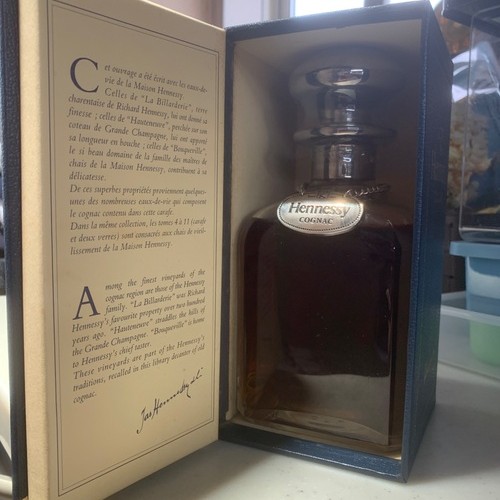 Cet ouvrage a été écrit avec les eaux-de-
vie de la Maison Hennessy.
Celles de "La Billarderie", terre
charentaise de Richard Hennessy, lui ont donné sa
finesse ; celles de "Hauteneuve", perchée sur son
coteau de Grande Champagne, lui ont apporté
sa longueur en bouche ; celles de "Bouqueville",
le si beau domaine de la famille des maîtres de
chais de la Maison Hennessy, contribuent à sa
délicatesse.
De ces superbes propriétés proviennent quelques-
unes des nombreuses eaux-de-vie qui composent
le cognac contenu dans cette carafe.
Dans la même collection, les tomes 4 à 11 (carafe
et deux verres) sont consacrés aux chais de vieil-
lissement de la Maison Hennessy.
Among the finest vineyards of the
cognac region are those of the Hennessy
family. "La Billarderie" was Richard
Hennessy's favourite property over two hundred
years ago. "Hauteneuve" straddles the hills of
the Grande Champagne. "Bouqueville" is home
to Hennessy's chief taster.
These vineyards are part of the Hennessy's
traditions, recalled in this library decanter of old
cognac.
Jas Hennessy & Co
Hennessy
COGNAC